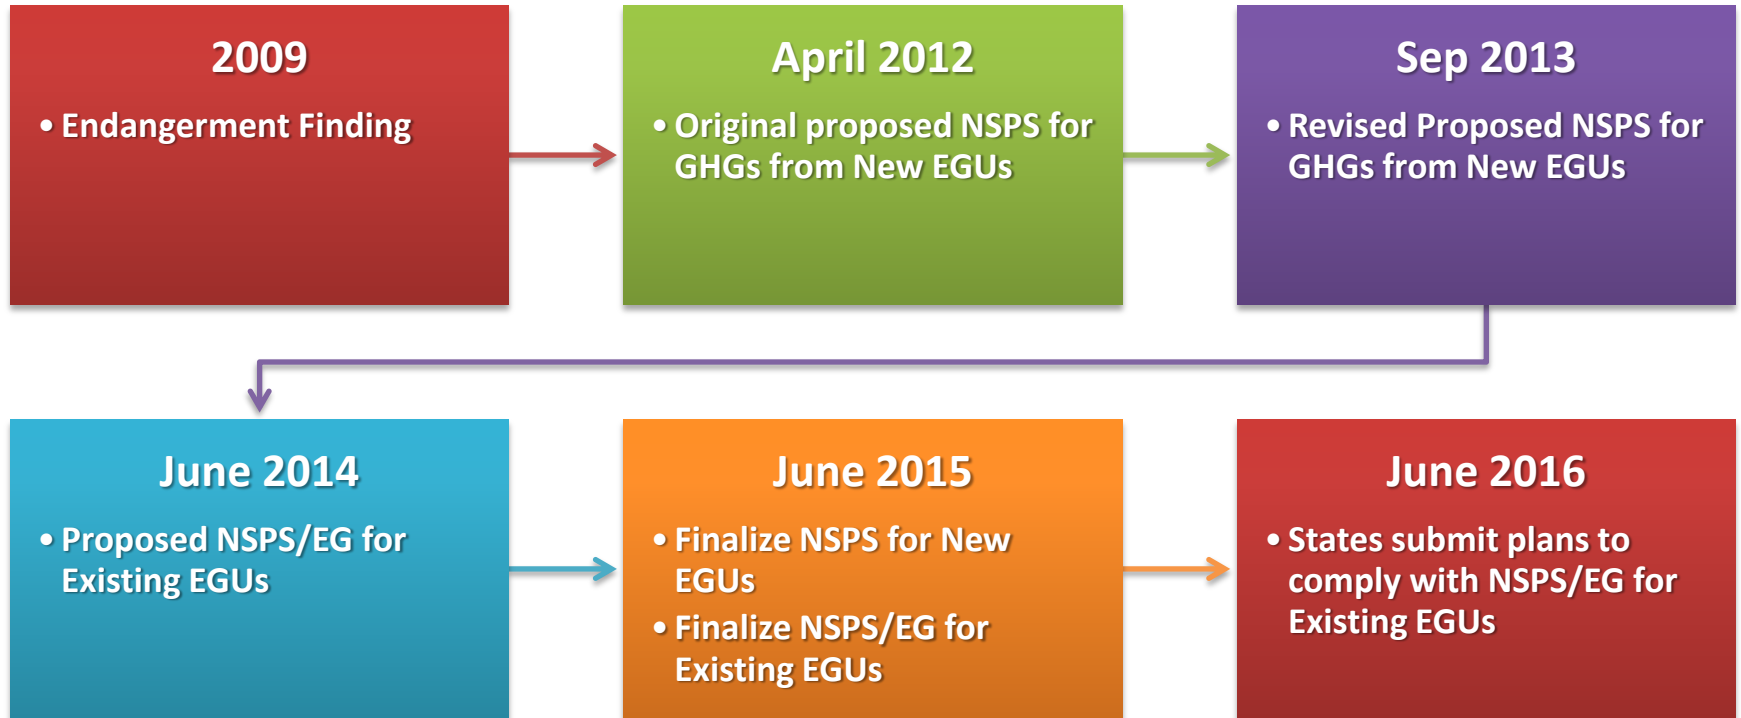 2009
• Endangerment Finding
April 2012
• Original proposed NSPS for
GHGs from New EGUs
Sep 2013
• Revised Proposed NSPS for
GHGs from New EGUs
June 2014
• Proposed NSPS/EG for
Existing EGUs
June 2015
• Finalize NSPS for New
EGUs
• Finalize NSPS/EG for
Existing EGUs
June 2016
• States submit plans to
comply with NSPS/EG for
Existing EGUs